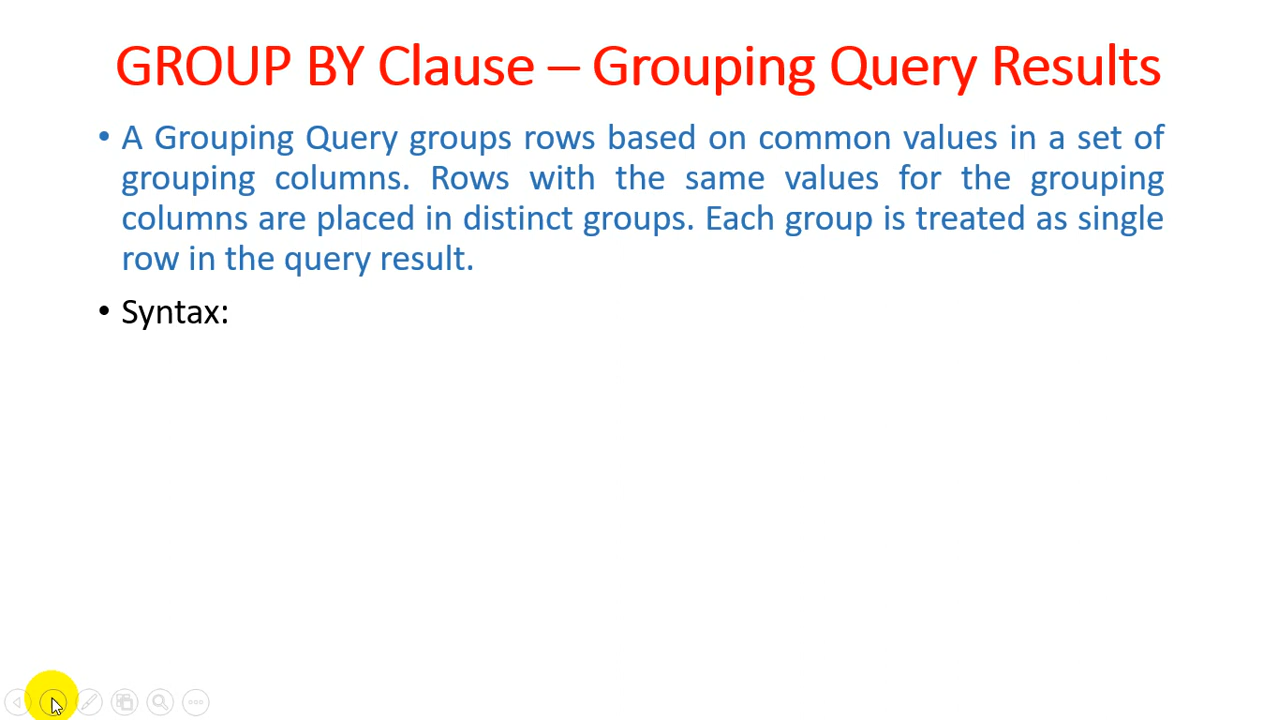 GROUP BY Clause – Grouping Query Results
• A Grouping Query groups rows based on common values in a set of
grouping columns. Rows with the same values for the grouping
columns are placed in distinct groups. Each group is treated as single
row in the query result.
• Syntax: